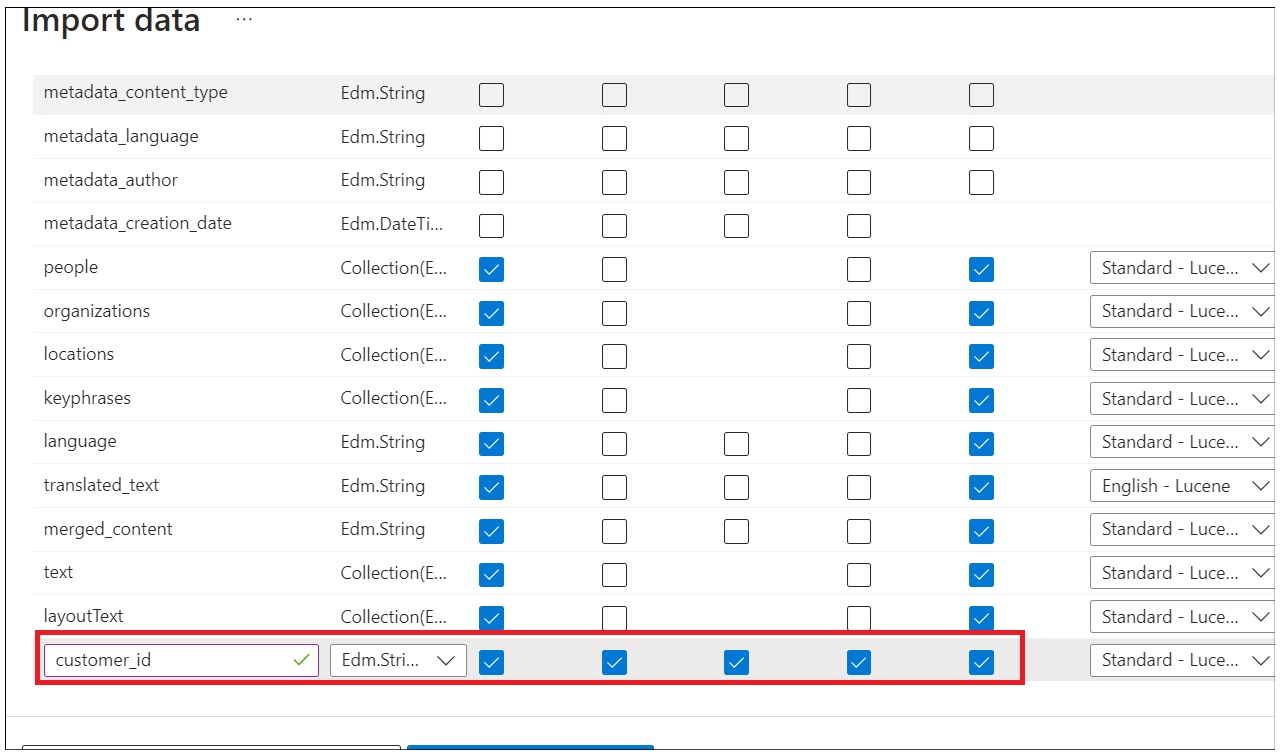 Import data ...
metadata_content_type Edm.String
metadata_language Edm.String
metadata_author Edm.String
metadata_creation_date Edm.DateTi...
people Collection(E... Standard - Luce...
organizations Collection(E... Standard - Luce...
locations Collection(E... Standard - Luce...
keyphrases Collection(E... Standard - Luce...
language Edm.String Standard - Luce...
translated_text Edm.String English - Lucene
merged_content Edm.String Standard - Luce...
text Collection(E... Standard - Luce...
layoutText Collection(E... Standard - Luce...
customer_id Edm.Stri... Standard - Luce...